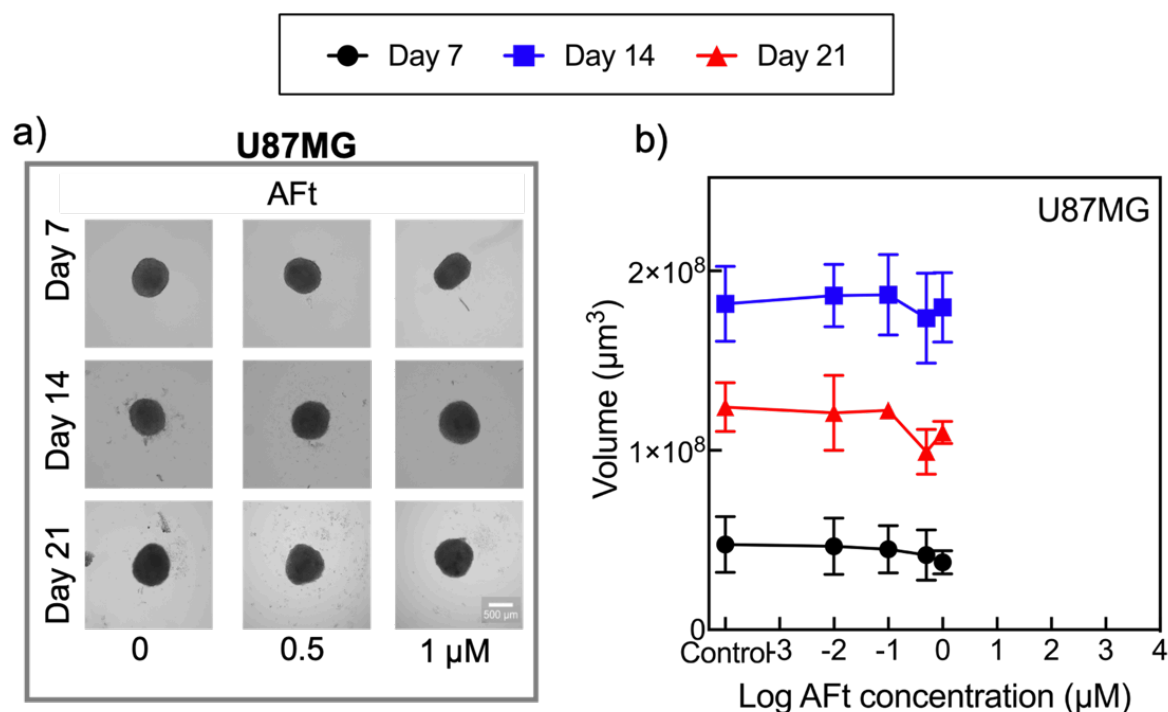 Day 7 Day 14 Day 21
a)
U87MG
AFt
Day 7
Day 14
Day 21
500 µm
0 0.5 1 µM
b)
U87MG
Volume (µm³)
2×10⁸
1×10⁸
0
Control -3 -2 -1 0 1 2 3 4
Log AFt concentration (µM)